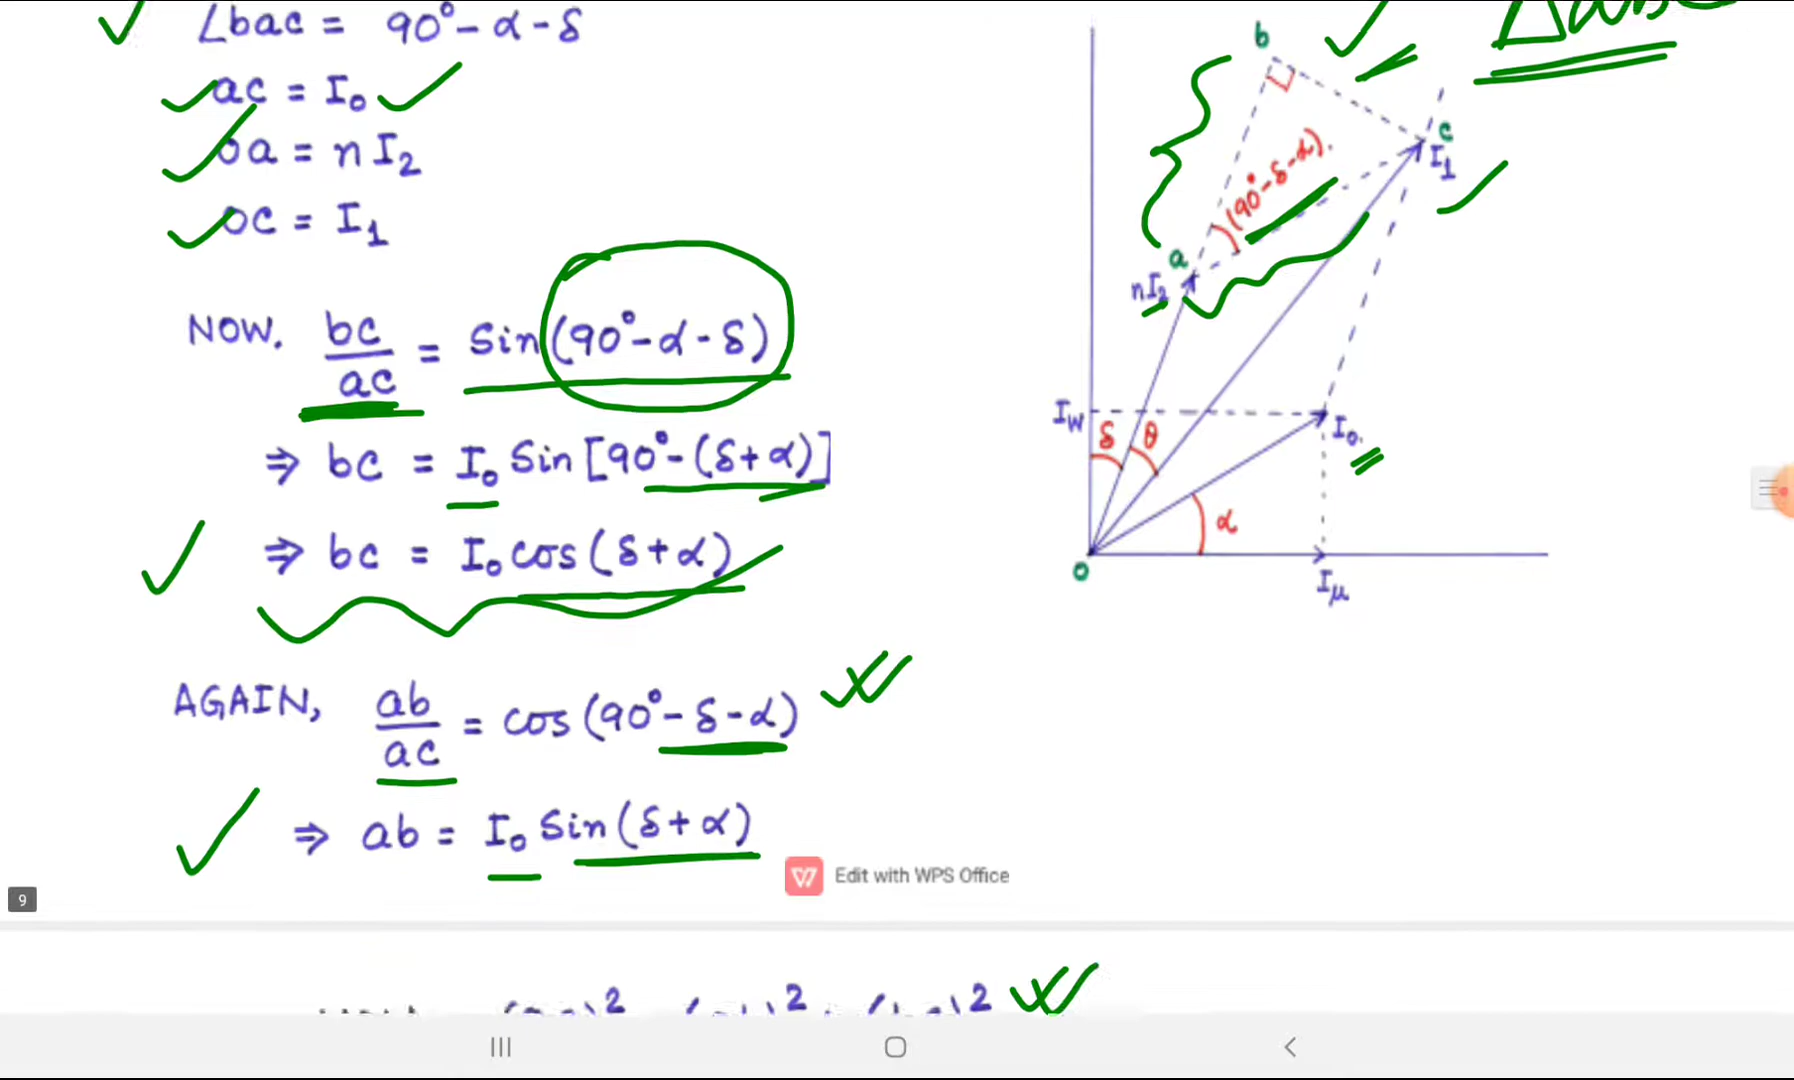 ∠bac = 90° - α - δ
ac = I₀
oa = nI₂
oc = I₁
NOW, bc/ac = Sin(90° - α - δ)
⇒ bc = I₀ Sin[90° - (δ + α)]
⇒ bc = I₀ cos(δ + α)
AGAIN, ab/ac = cos(90° - δ - α)
⇒ ab = I₀ Sin(δ + α)
b
c
I₁
(90° - δ - α).
a
nI₂
I_W
δ
θ
I₀.
α
O
I_μ
Edit with WPS Office
9